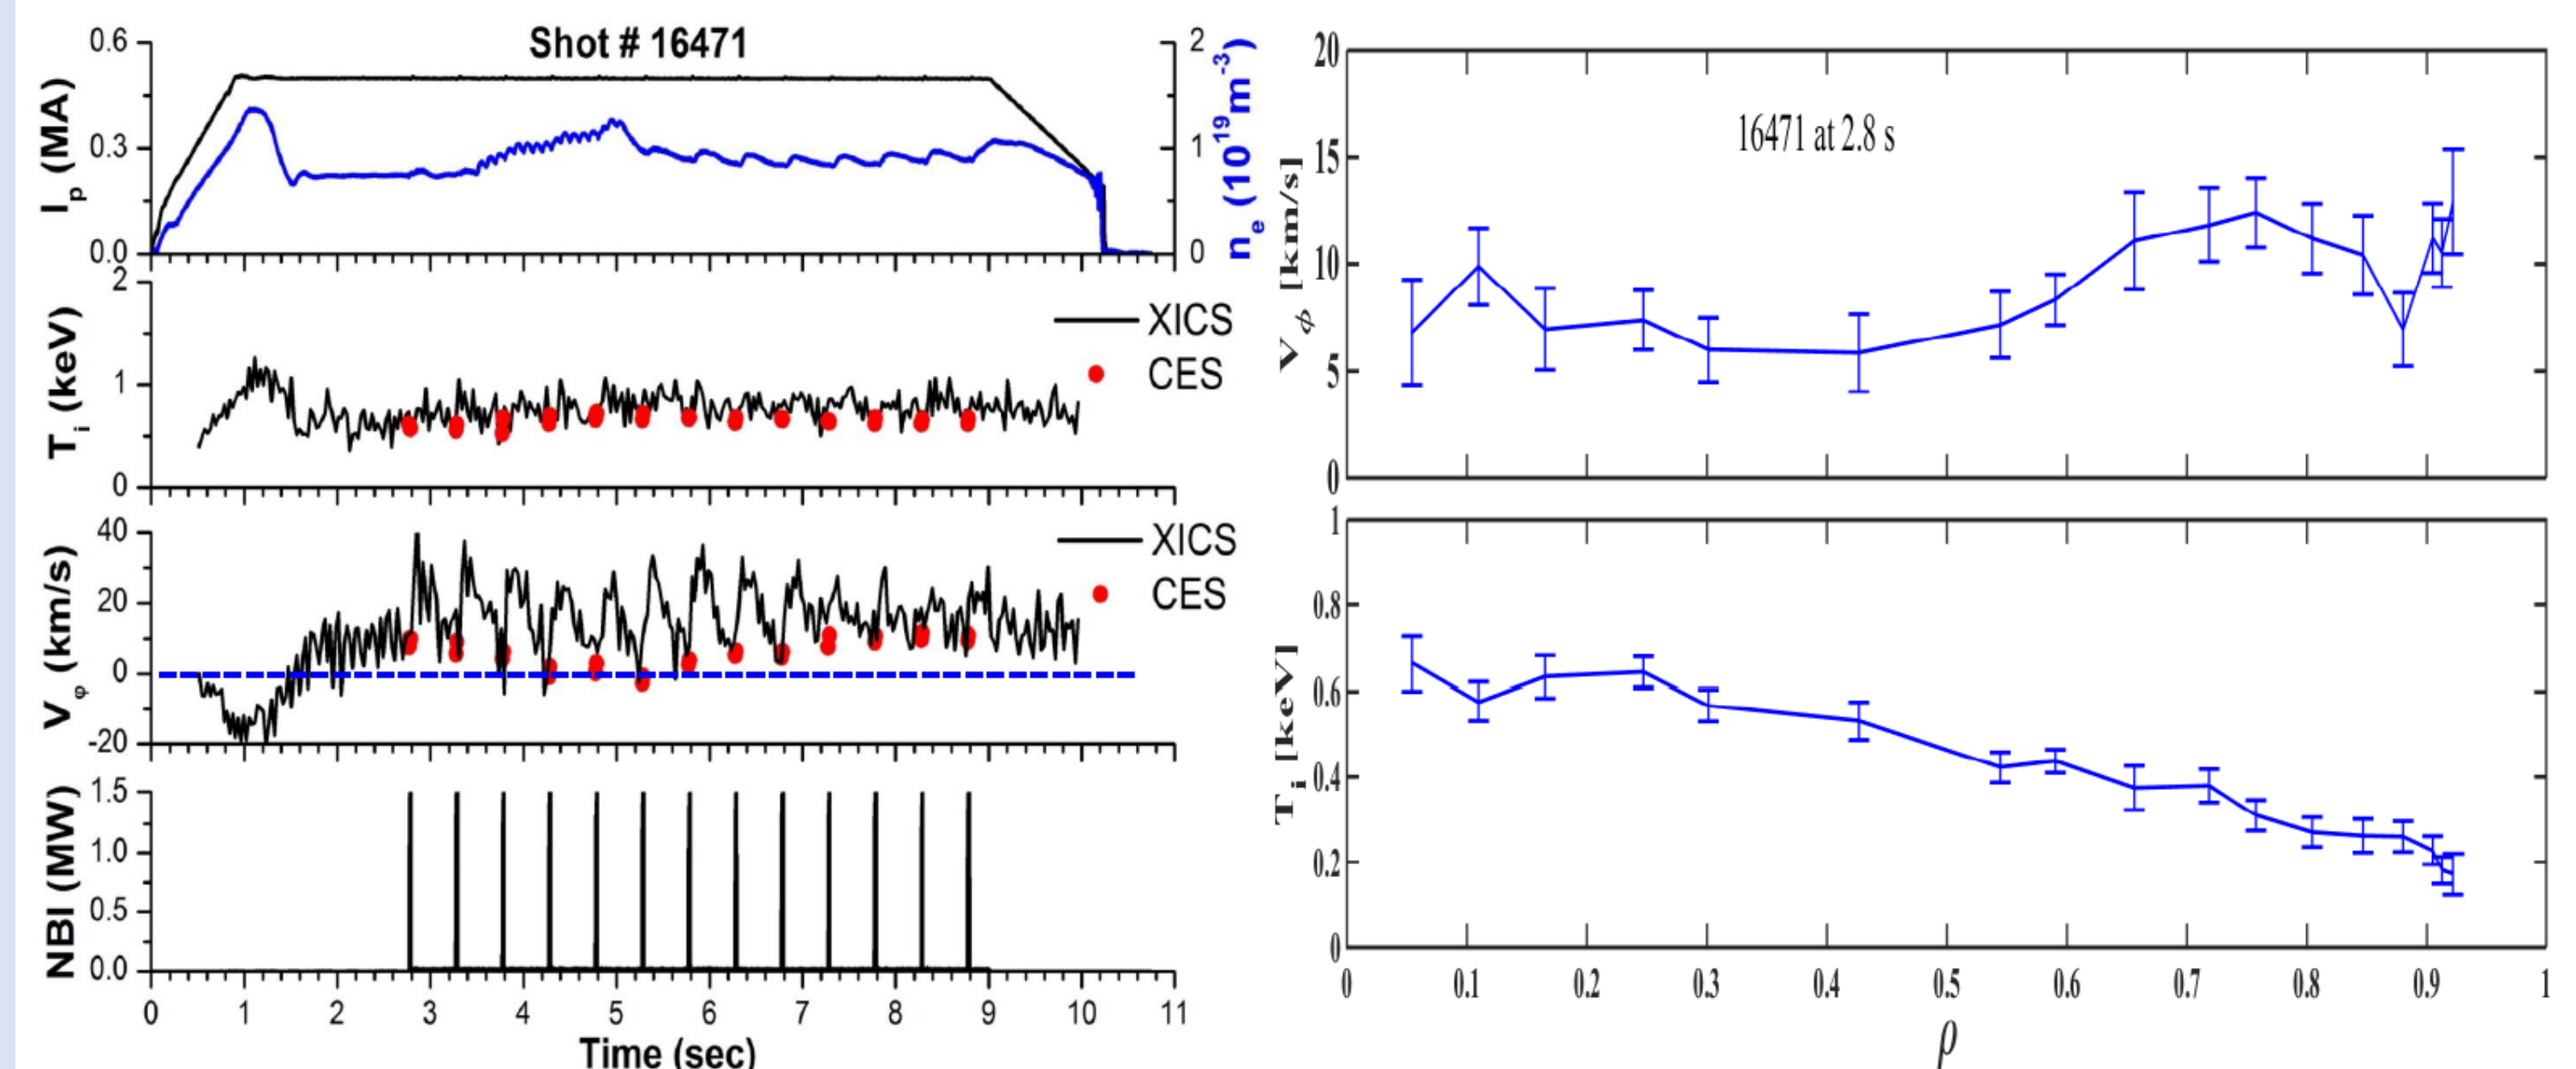 Shot # 16471
I_p (MA)
0.6
0.3
0.0
2
1
0
n_e (10^19 m^-3)
T_i (keV)
2
1
0
XICS
CES
V_φ (km/s)
40
20
0
-20
XICS
CES
NBI (MW)
1.5
1.0
0.5
0.0
0 1 2 3 4 5 6 7 8 9 10 11
Time (sec)
V_ϕ [km/s]
20
15
10
5
0
16471 at 2.8 s
T_i [keV]
1
0.8
0.6
0.4
0.2
0
0 0.1 0.2 0.3 0.4 0.5 0.6 0.7 0.8 0.9 1
ρ